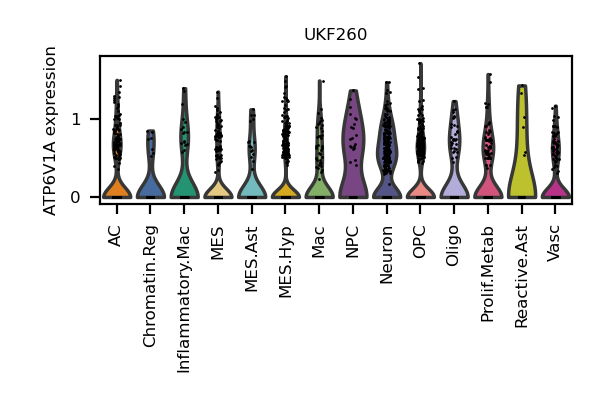 UKF260
ATP6V1A expression
1
0
AC
Chromatin.Reg
Inflammatory.Mac
MES
MES.Ast
MES.Hyp
Mac
NPC
Neuron
OPC
Oligo
Prolif.Metab
Reactive.Ast
Vasc